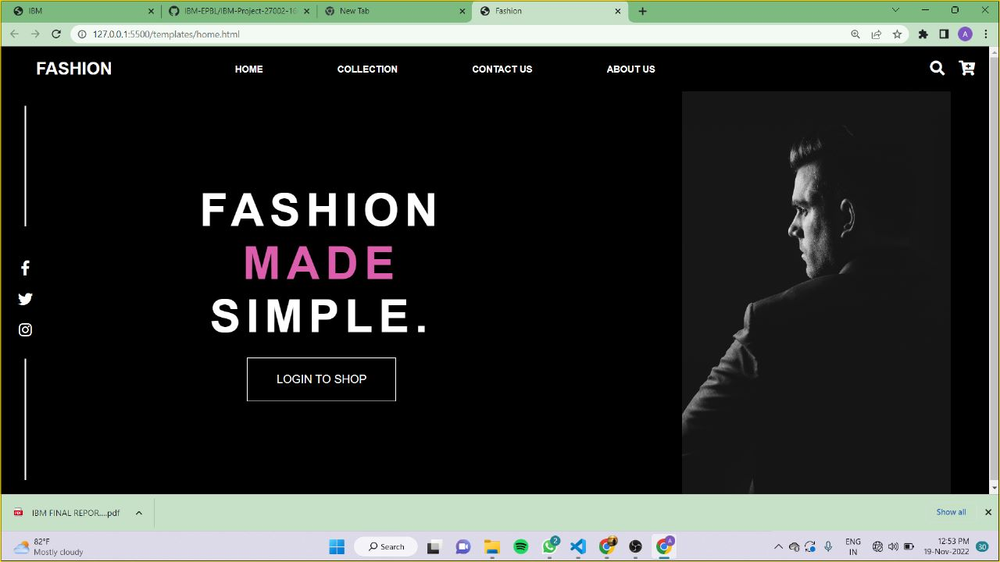 IBM
IBM-EPBL/IBM-Project-27002-16
New Tab
Fashion
127.0.0.1:5500/templates/home.html
A
FASHION
HOME
COLLECTION
CONTACT US
ABOUT US
FASHION
MADE
SIMPLE.
LOGIN TO SHOP
IBM FINAL REPOR....pdf
Show all
82°F
Mostly cloudy
Search
2
A
ENG
IN
12:53 PM
19-Nov-2022
30